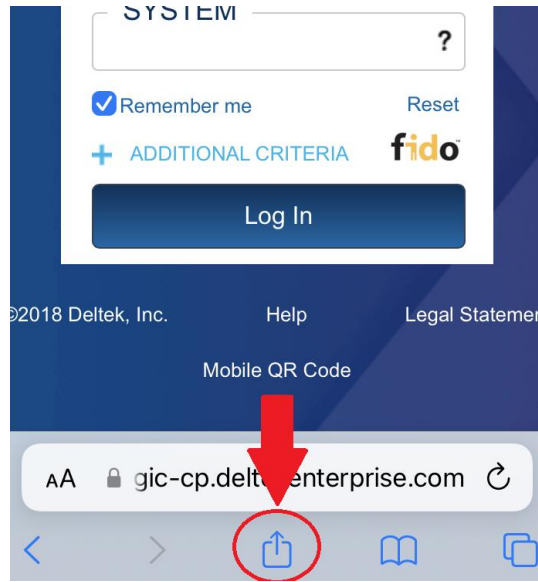 SYSTEM
?
Remember me Reset
+ ADDITIONAL CRITERIA fido
Log In
©2018 Deltek, Inc. Help Legal Statemen
Mobile QR Code
AA gic-cp.delt enterprise.com